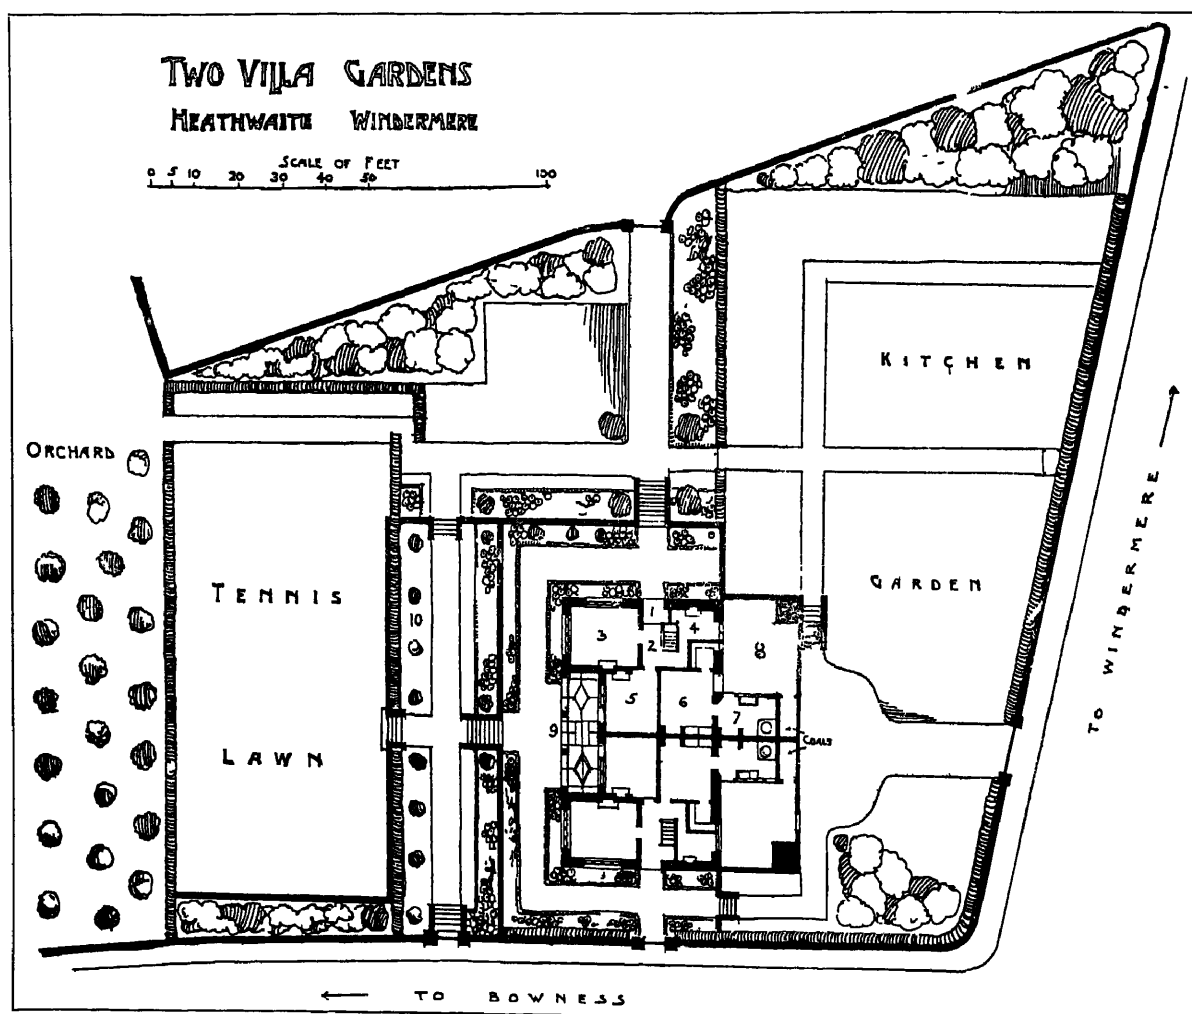 TWO VILLA GARDENS
HEATHWAITE WINDERMERE
SCALE OF FEET
0 5 10 20 30 40 50 100
KITCHEN
ORCHARD
TO WINDERMERE
TENNIS
GARDEN
10
1
2
3
4
8
5
6
7
9
COALS
LAWN
TO BOWNESS